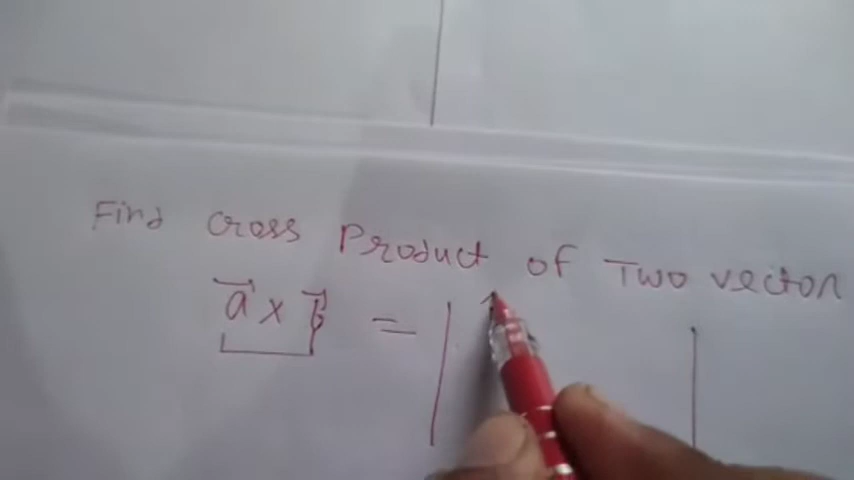 Find cross Product of Two vector
a⃗ × b⃗ = | |